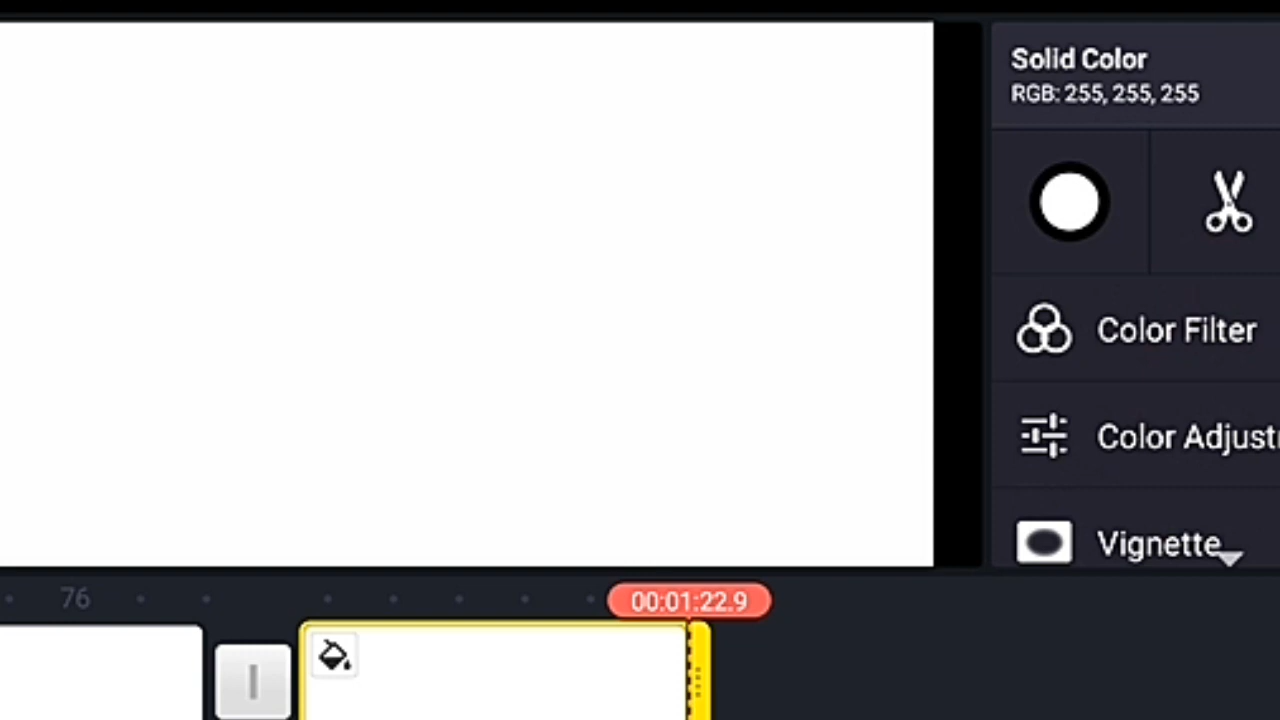 Solid Color
RGB: 255, 255, 255
Color Filter
Color Adjust
Vignette
76
00:01:22.9